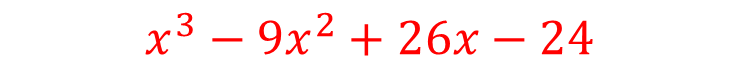 x³ − 9x² + 26x − 24